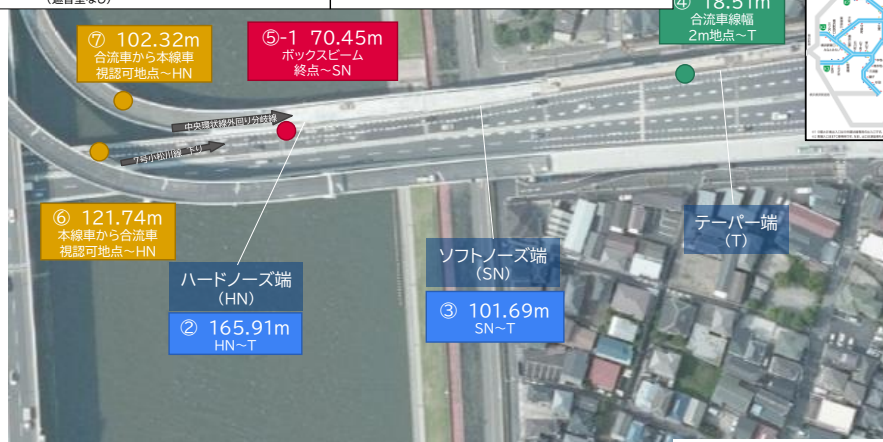 (遮音壁なし)
④ 18.51m
合流車線幅
2m地点~T
⑦ 102.32m
合流車から本線車
視認可地点~HN
⑤-1 70.45m
ボックスビーム
終点~SN
中央環状線外回り分岐線
7号小松川線 下り
⑥ 121.74m
本線車から合流車
視認可地点~HN
テーパー端
(T)
ソフトノーズ端
(SN)
ハードノーズ端
(HN)
③ 101.69m
SN~T
② 165.91m
HN~T